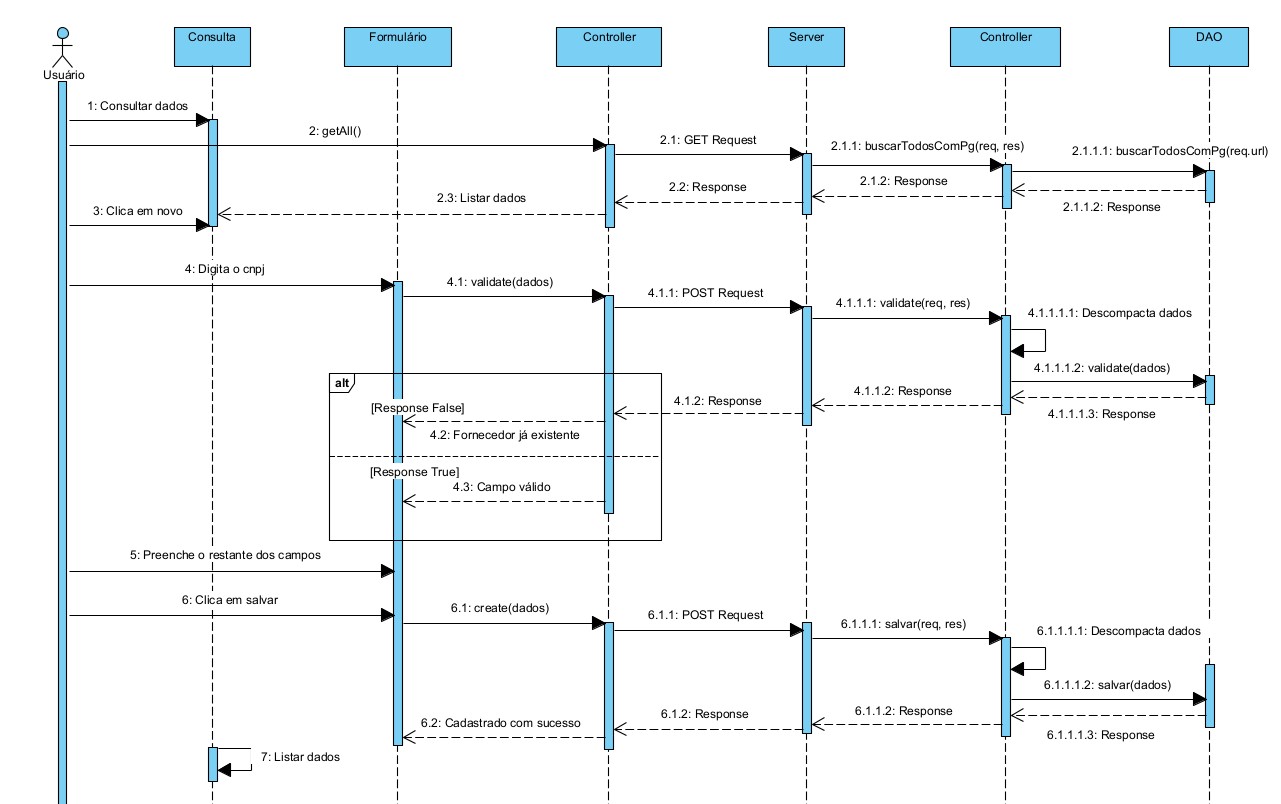 Usuário
Consulta
Formulário
Controller
Server
Controller
DAO
1: Consultar dados
2: getAll()
2.1: GET Request
2.1.1: buscarTodosComPg(req, res)
2.1.1.1: buscarTodosComPg(req.url)
2.1.1.2: Response
2.1.2: Response
2.2: Response
2.3: Listar dados
3: Clica em novo
4: Digita o cnpj
4.1: validate(dados)
4.1.1: POST Request
4.1.1.1: validate(req, res)
4.1.1.1.1: Descompacta dados
4.1.1.1.2: validate(dados)
4.1.1.1.3: Response
4.1.1.2: Response
4.1.2: Response
alt
[Response False]
4.2: Fornecedor já existente
[Response True]
4.3: Campo válido
5: Preenche o restante dos campos
6: Clica em salvar
6.1: create(dados)
6.1.1: POST Request
6.1.1.1: salvar(req, res)
6.1.1.1.1: Descompacta dados
6.1.1.1.2: salvar(dados)
6.1.1.1.3: Response
6.1.1.2: Response
6.1.2: Response
6.2: Cadastrado com sucesso
7: Listar dados